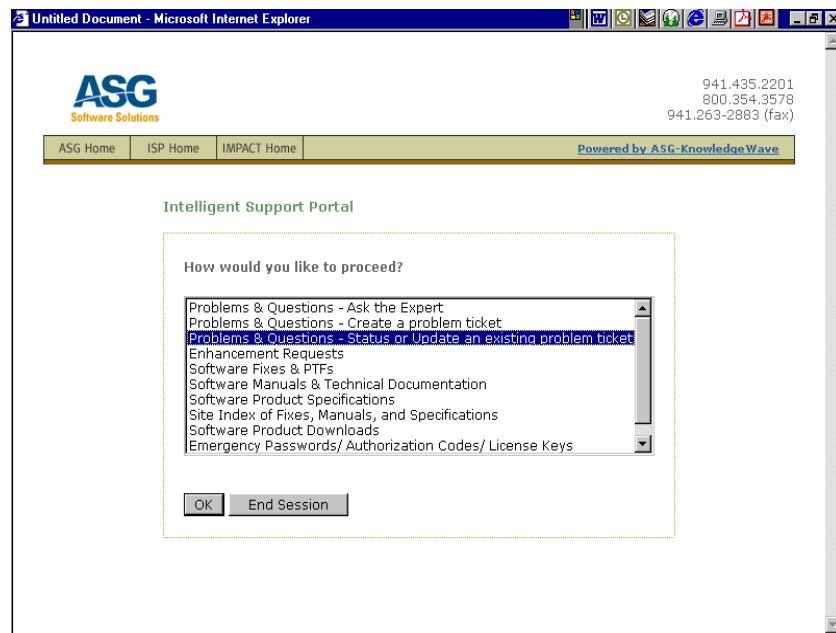 Untitled Document - Microsoft Internet Explorer
ASG
Software Solutions
941.435.2201
800.354.3578
941.263-2883 (fax)
ASG Home ISP Home IMPACT Home Powered by ASG-KnowledgeWave
Intelligent Support Portal
How would you like to proceed?
Problems & Questions - Ask the Expert
Problems & Questions - Create a problem ticket
Problems & Questions - Status or Update an existing problem ticket
Enhancement Requests
Software Fixes & PTFs
Software Manuals & Technical Documentation
Software Product Specifications
Site Index of Fixes, Manuals, and Specifications
Software Product Downloads
Emergency Passwords/ Authorization Codes/ License Keys
OK End Session